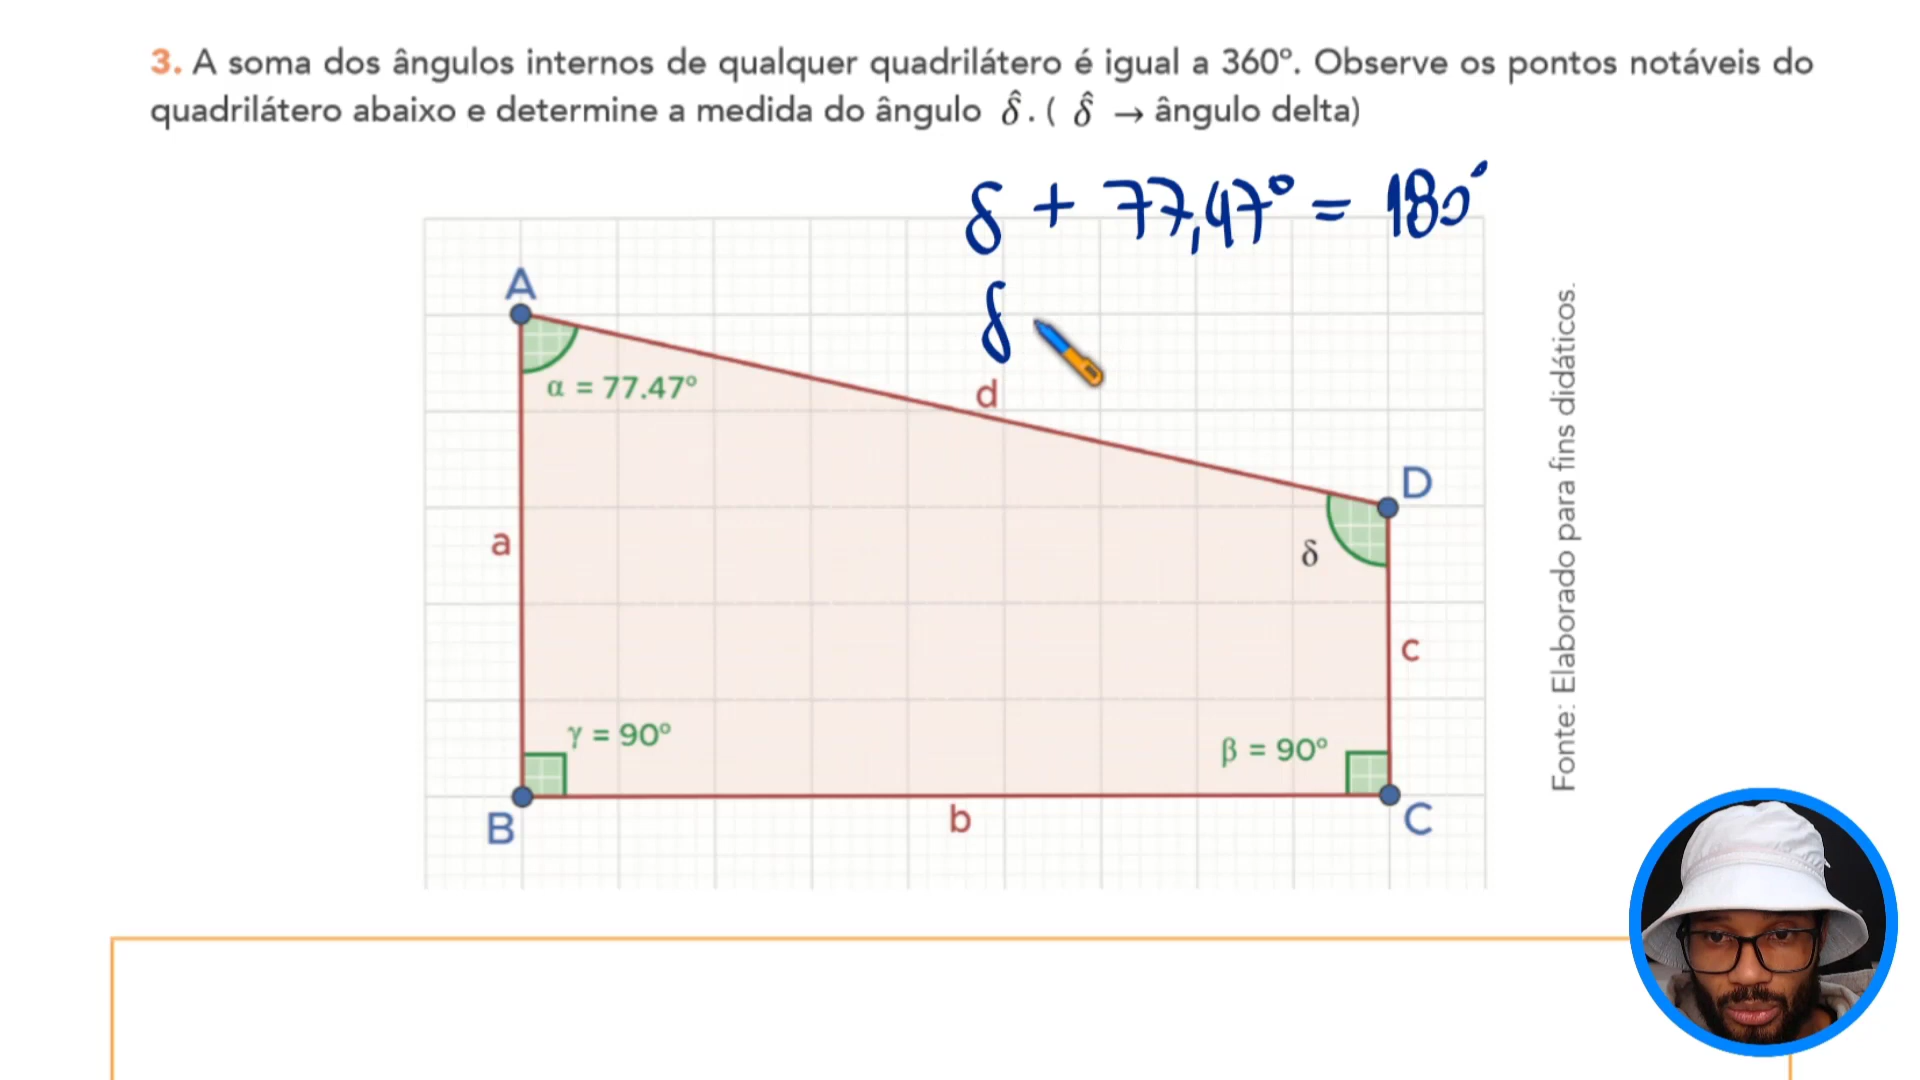 3. A soma dos ângulos internos de qualquer quadrilátero é igual a 360º. Observe os pontos notáveis do
quadrilátero abaixo e determine a medida do ângulo δ̂. ( δ̂ → ângulo delta)
δ + 77,47° = 180°
δ
A
α = 77.47°
d
D
δ
a
c
γ = 90°
β = 90°
B
b
C
Fonte: Elaborado para fins didáticos.